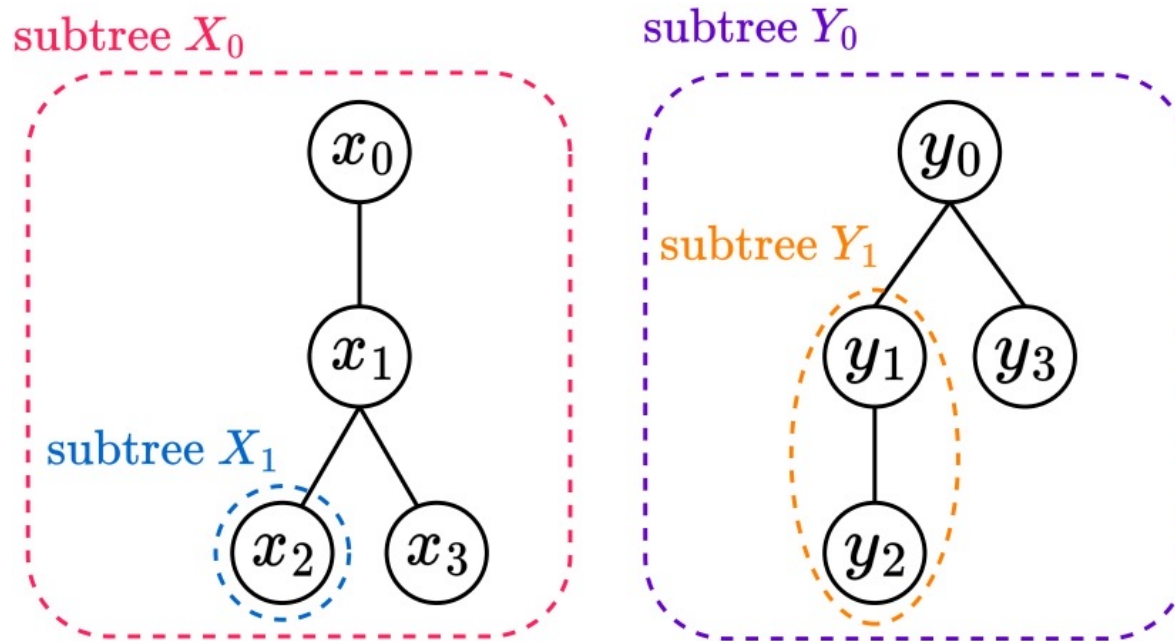 subtree X₀
x₀
x₁
subtree X₁
x₂ x₃
subtree Y₀
y₀
subtree Y₁
y₁ y₃
y₂